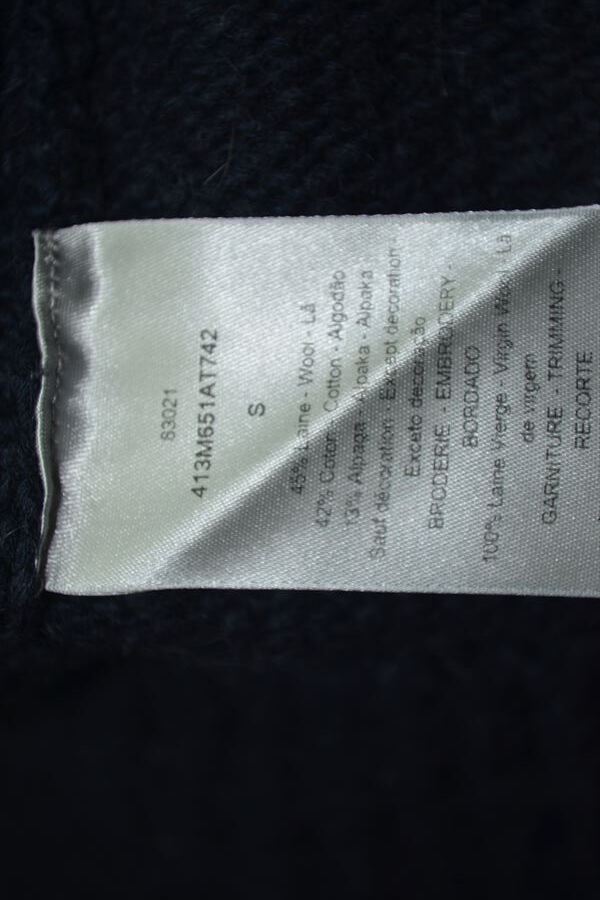 83021
413M651AT742
S
45% Laine - Wool - Lã
42% Coton - Cotton - Algodão
13% Alpaga - Alpaka - Alpaka
Sauf décoration - Except decoration -
Exceto decoração
BRODERIE - EMBROIDERY -
BORDADO
100% Laine Vierge - Virgin Wool - Lã
de virgem
GARNITURE - TRIMMING -
RECORTE